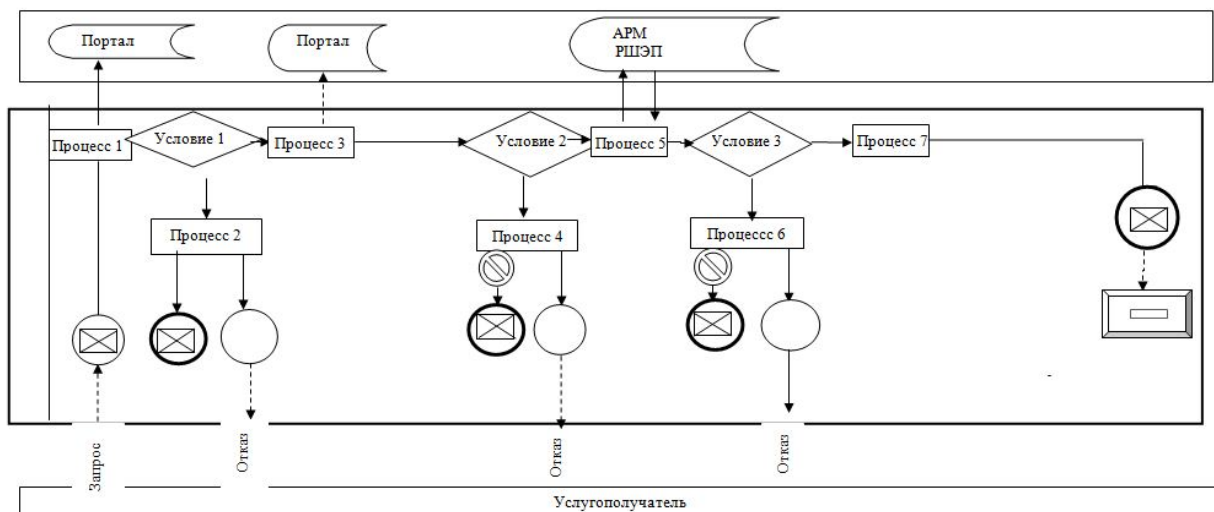 Портал
Портал
АРМ
РШЭП
Процесс 1
Условие 1
Процесс 3
Условие 2
Процесс 5
Условие 3
Процесс 7
Процесс 2
Процесс 4
Процессс 6
Запрос
Отказ
Отказ
Отказ
Услугополучатель